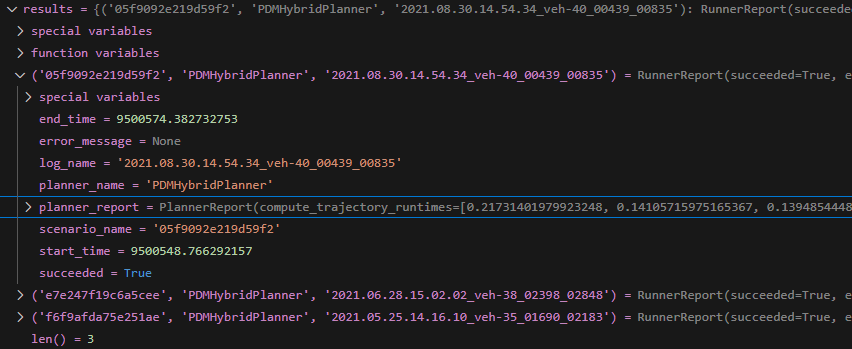 results = {('05f9092e219d59f2', 'PDMHybridPlanner', '2021.08.30.14.54.34_veh-40_00439_00835'): RunnerReport(succeede
special variables
function variables
('05f9092e219d59f2', 'PDMHybridPlanner', '2021.08.30.14.54.34_veh-40_00439_00835') = RunnerReport(succeeded=True, e
special variables
end_time = 9500574.382732753
error_message = None
log_name = '2021.08.30.14.54.34_veh-40_00439_00835'
planner_name = 'PDMHybridPlanner'
planner_report = PlannerReport(compute_trajectory_runtimes=[0.21731401979923248, 0.14105715975165367, 0.1394854448
scenario_name = '05f9092e219d59f2'
start_time = 9500548.766292157
succeeded = True
('e7e247f19c6a5cee', 'PDMHybridPlanner', '2021.06.28.15.02.02_veh-38_02398_02848') = RunnerReport(succeeded=True, e
('f6f9afda75e251ae', 'PDMHybridPlanner', '2021.05.25.14.16.10_veh-35_01690_02183') = RunnerReport(succeeded=True, e
len() = 3